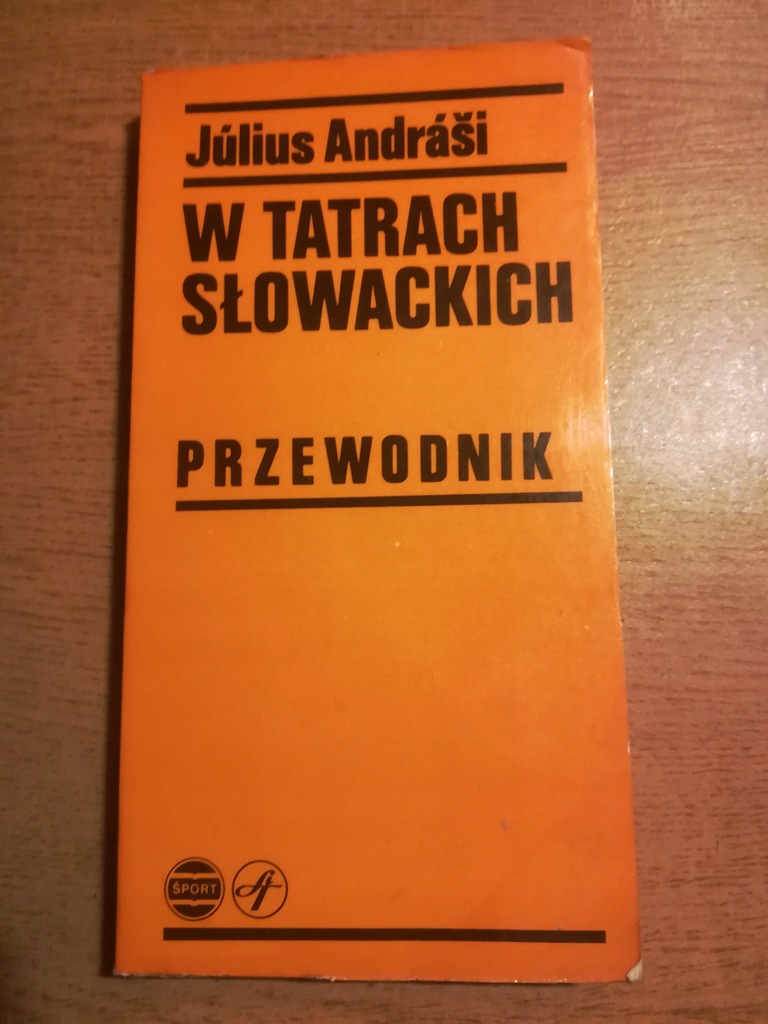 Július Andráši
W TATRACH
SŁOWACKICH
PRZEWODNIK
ŠPORT